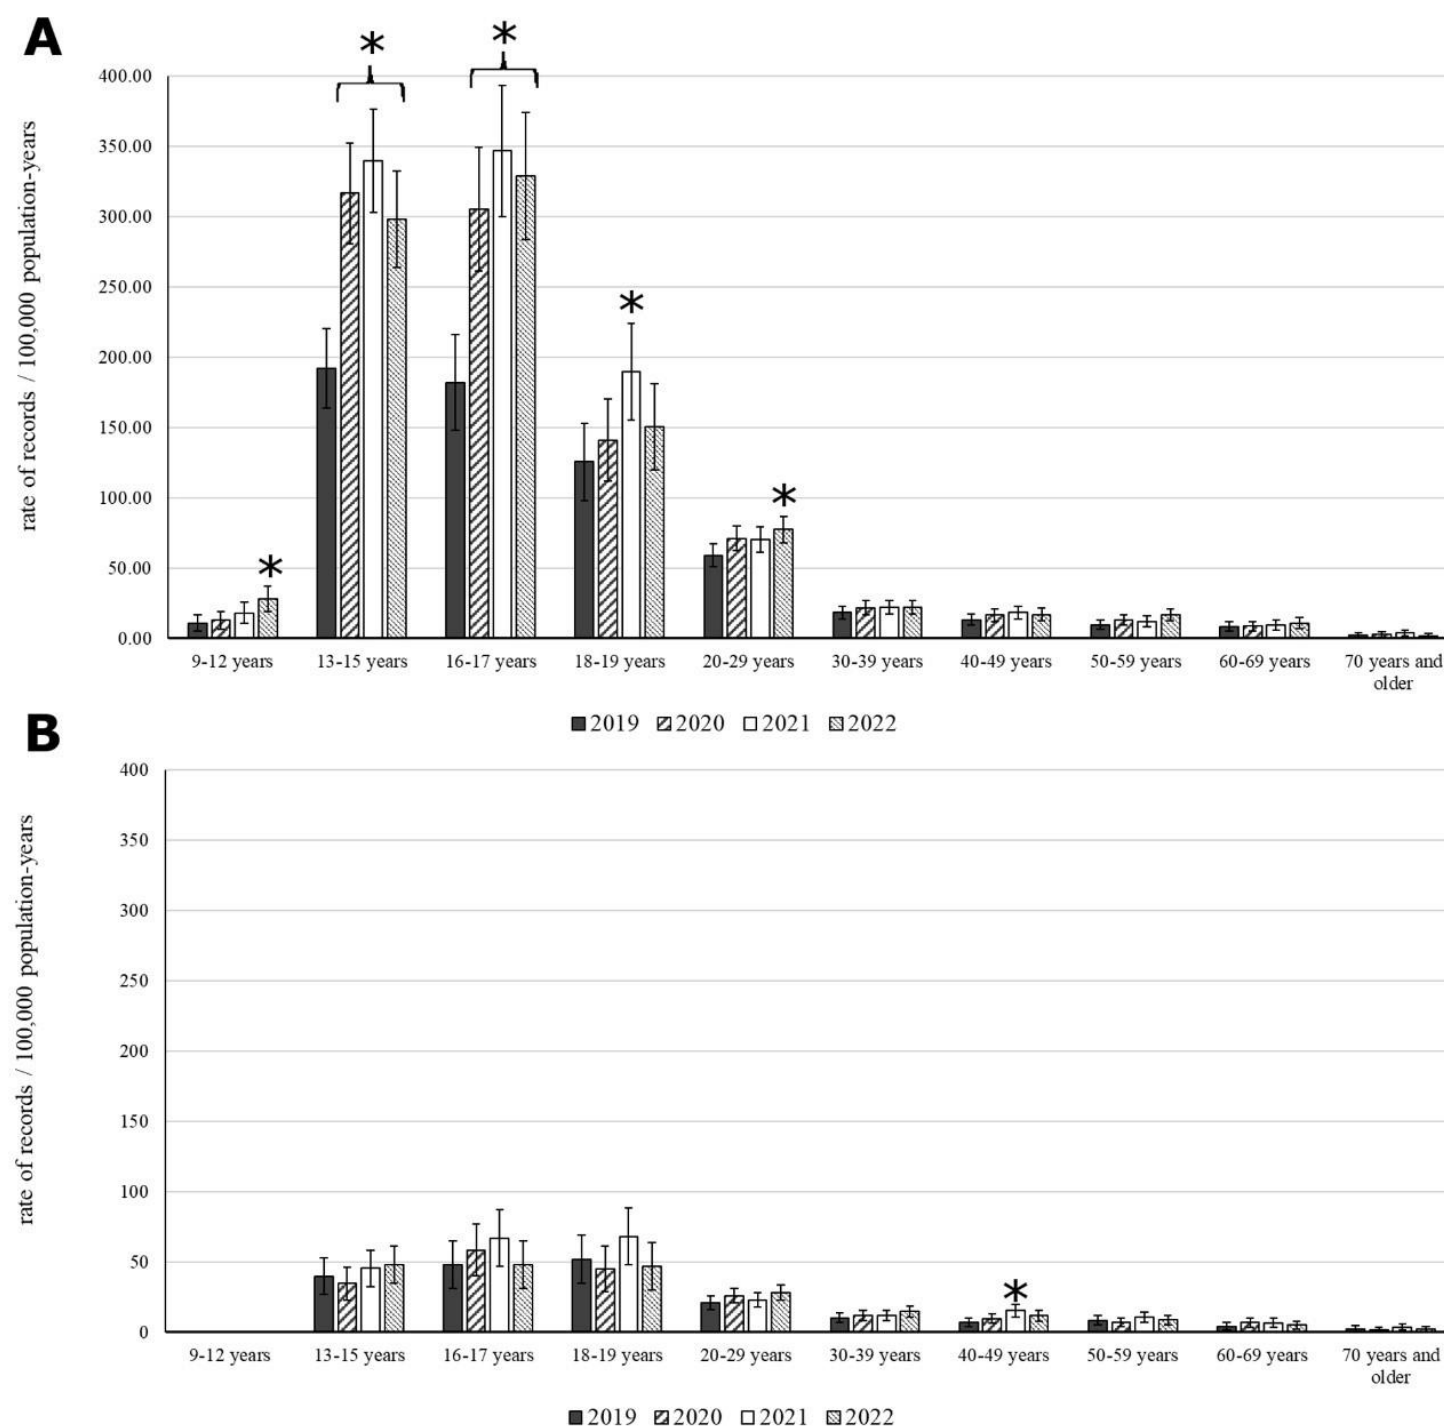 A
rate of records / 100,000 population-years
400.00
350.00
300.00
250.00
200.00
150.00
100.00
50.00
0.00
*
*
*
*
*
9-12 years
13-15 years
16-17 years
18-19 years
20-29 years
30-39 years
40-49 years
50-59 years
60-69 years
70 years and
older
2019 2020 2021 2022
B
rate of records / 100,000 population-years
400
350
300
250
200
150
100
50
0
*
9-12 years
13-15 years
16-17 years
18-19 years
20-29 years
30-39 years
40-49 years
50-59 years
60-69 years
70 years and
older
2019 2020 2021 2022